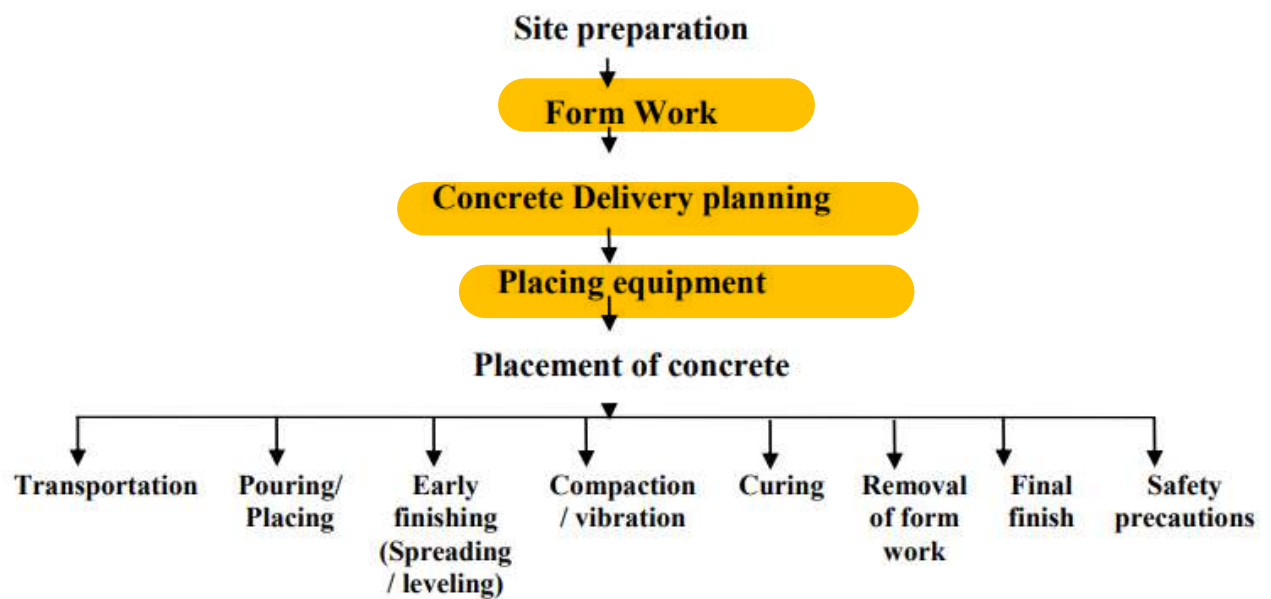 Site preparation
Form Work
Concrete Delivery planning
Placing equipment
Placement of concrete
Transportation
Pouring/
Placing
Early
finishing
(Spreading
/ leveling)
Compaction
/ vibration
Curing
Removal
of form
work
Final
finish
Safety
precautions